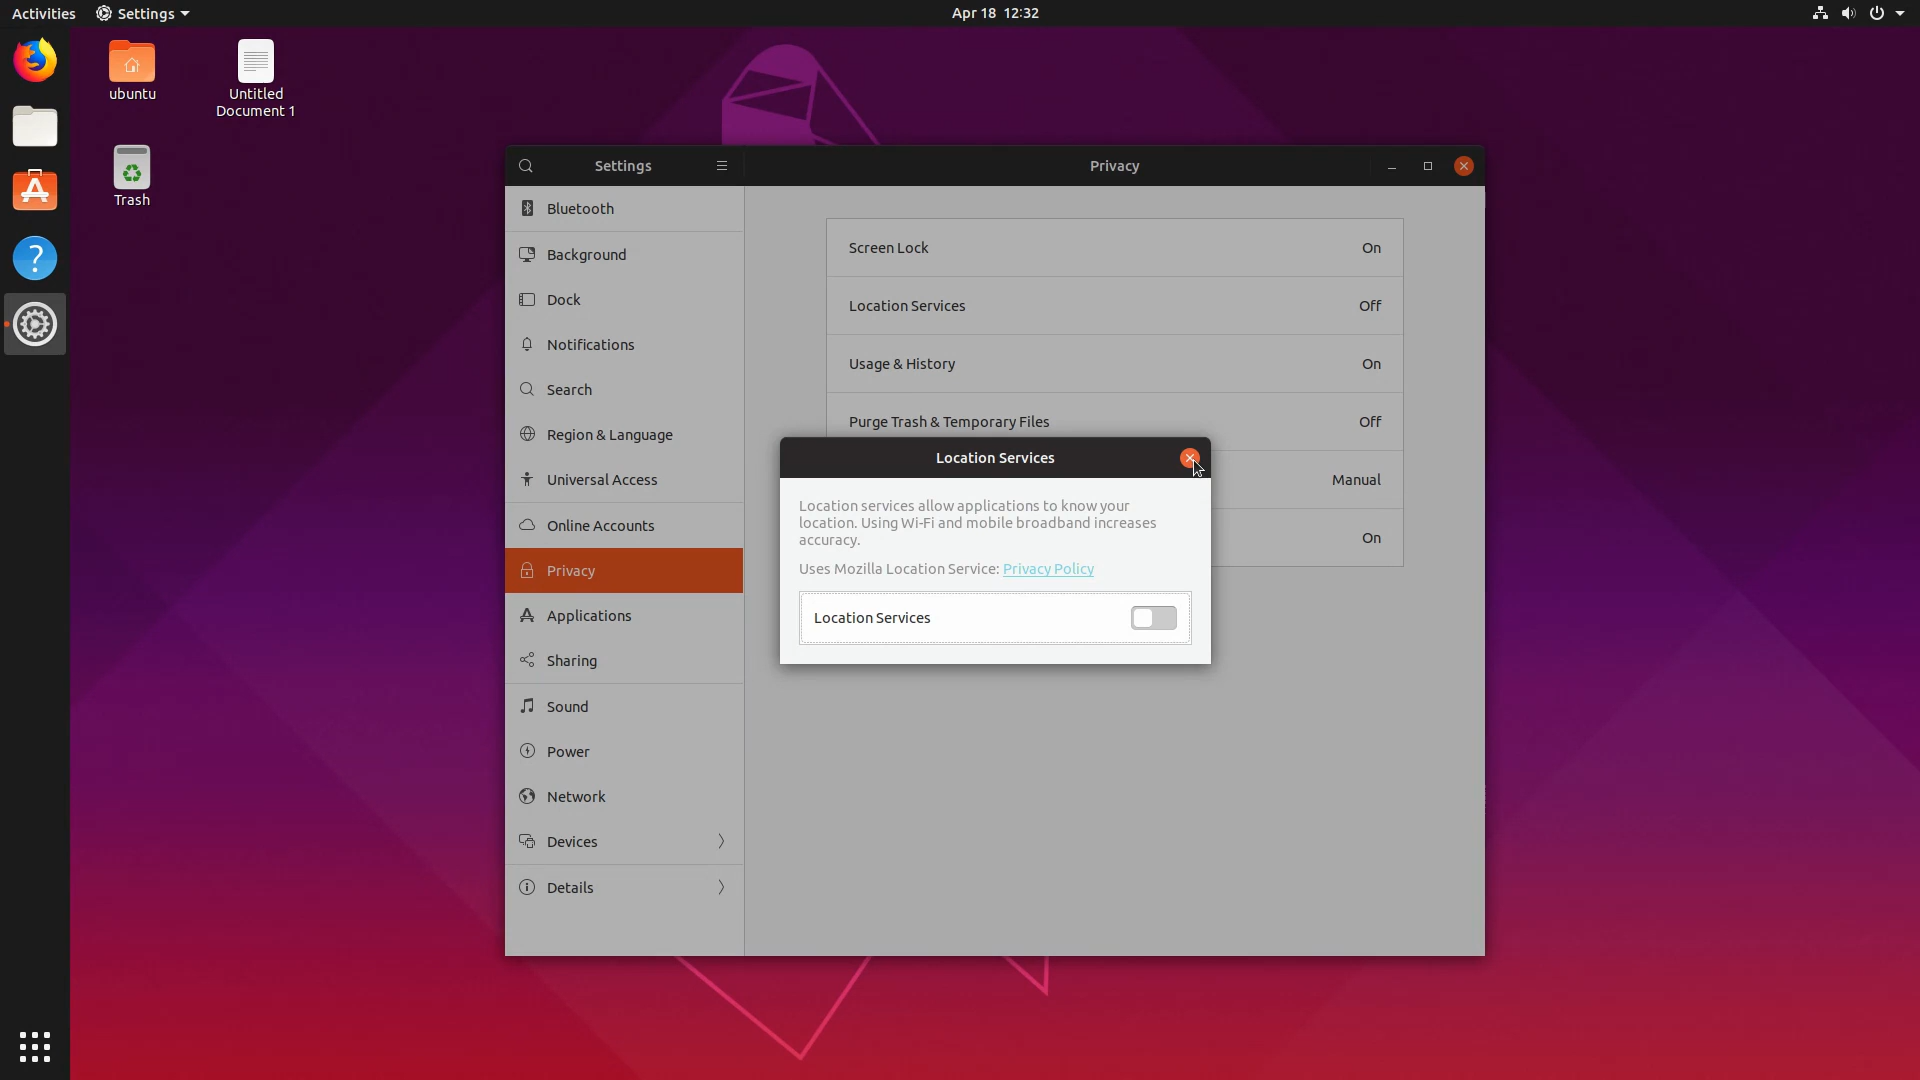 Activities
Settings
Apr 18 12:32
ubuntu
Untitled
Document 1
Trash
Settings
Privacy
Bluetooth
Background
Dock
Notifications
Search
Region & Language
Universal Access
Online Accounts
Privacy
Applications
Sharing
Sound
Power
Network
Devices
Details
Screen Lock On
Location Services Off
Usage & History On
Purge Trash & Temporary Files Off
Manual
On
Location Services
Location services allow applications to know your
location. Using Wi-Fi and mobile broadband increases
accuracy.
Uses Mozilla Location Service: Privacy Policy
Location Services